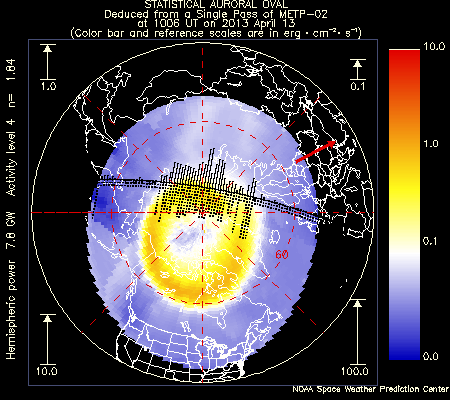 STATISTICAL AURORAL OVAL
Deduced from a Single Pass of METP-02
at 1006 UT on 2013 April 13
(Color bar and reference scales are in erg · cm⁻² · s⁻¹)
Hemispheric power 7.8 GW Activity level 4 n= 1.84
1.0
0.1
10.0
100.0
60
10.0
1.0
0.1
0.0
NOAA Space Weather Prediction Center